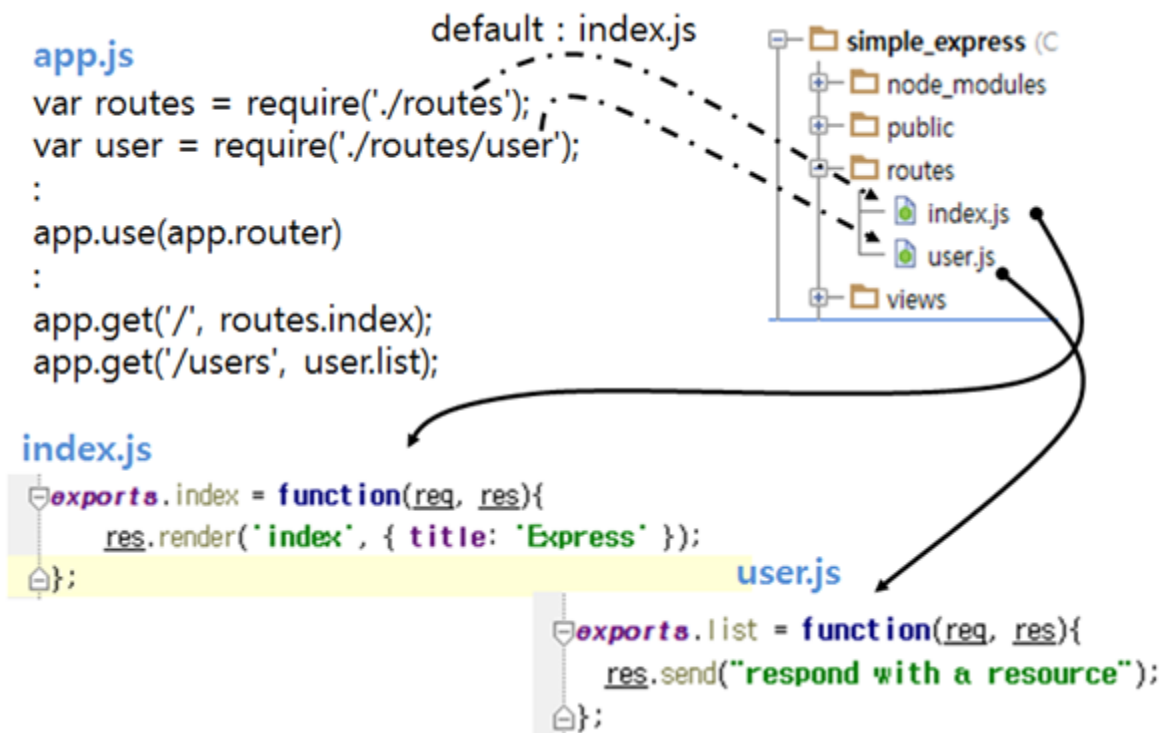 default : index.js
app.js
var routes = require('./routes');
var user = require('./routes/user');
:
app.use(app.router)
:
app.get('/', routes.index);
app.get('/users', user.list);
simple_express (C
node_modules
public
routes
index.js
user.js
views
index.js
exports.index = function(req, res){
res.render('index', { title: 'Express' });
};
user.js
exports.list = function(req, res){
res.send("respond with a resource");
};